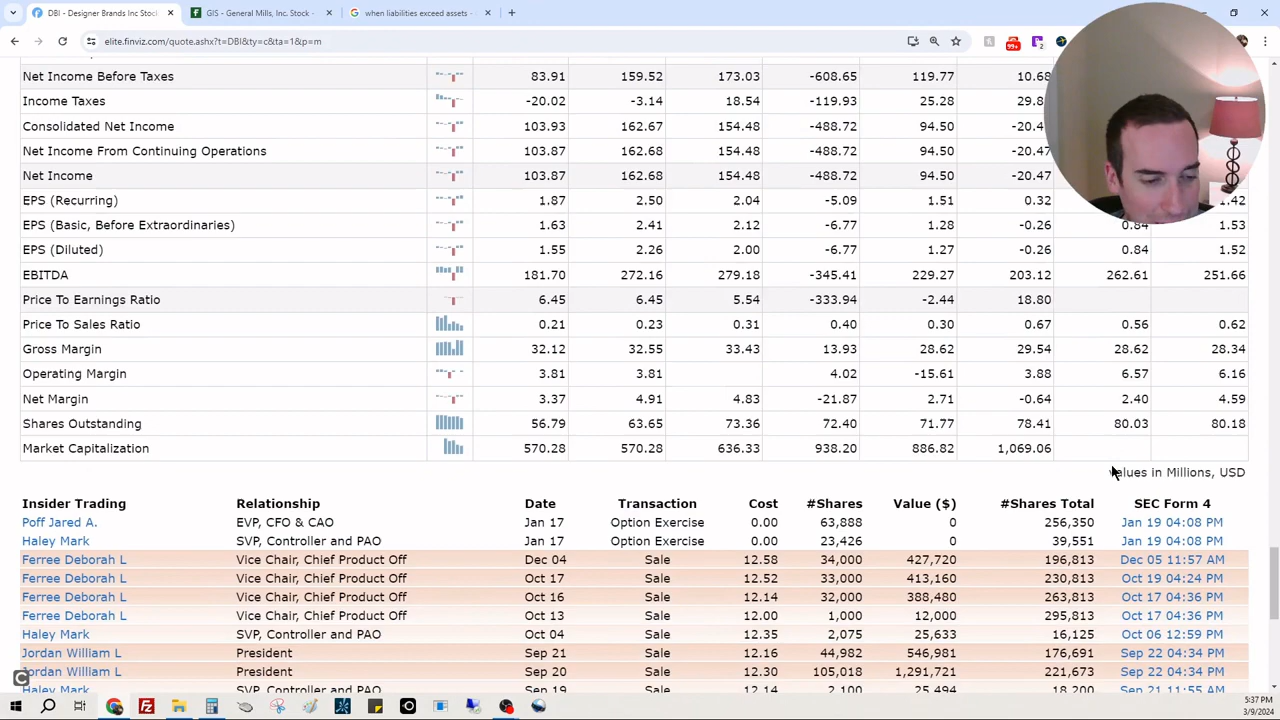 DBI - Designer Brands Inc Stock
GIS - General Mills, Inc. Stock -
when liabilities exceed assets -
elite.finviz.com/quote.ashx?t=DBI&ty=c&ta=1&p=m
99+
2
Net Income Before Taxes 83.91 159.52 173.03 -608.65 119.77 10.68
Income Taxes -20.02 -3.14 18.54 -119.93 25.28 29.8
Consolidated Net Income 103.93 162.67 154.48 -488.72 94.50 -20.4
Net Income From Continuing Operations 103.87 162.68 154.48 -488.72 94.50 -20.47
Net Income 103.87 162.68 154.48 -488.72 94.50 -20.47
EPS (Recurring) 1.87 2.50 2.04 -5.09 1.51 0.32 1.42
EPS (Basic, Before Extraordinaries) 1.63 2.41 2.12 -6.77 1.28 -0.26 0.84 1.53
EPS (Diluted) 1.55 2.26 2.00 -6.77 1.27 -0.26 0.84 1.52
EBITDA 181.70 272.16 279.18 -345.41 229.27 203.12 262.61 251.66
Price To Earnings Ratio 6.45 6.45 5.54 -333.94 -2.44 18.80
Price To Sales Ratio 0.21 0.23 0.31 0.40 0.30 0.67 0.56 0.62
Gross Margin 32.12 32.55 33.43 13.93 28.62 29.54 28.62 28.34
Operating Margin 3.81 3.81 4.02 -15.61 3.88 6.57 6.16
Net Margin 3.37 4.91 4.83 -21.87 2.71 -0.64 2.40 4.59
Shares Outstanding 56.79 63.65 73.36 72.40 71.77 78.41 80.03 80.18
Market Capitalization 570.28 570.28 636.33 938.20 886.82 1,069.06
values in Millions, USD
Insider Trading Relationship Date Transaction Cost #Shares Value ($) #Shares Total SEC Form 4
Poff Jared A. EVP, CFO & CAO Jan 17 Option Exercise 0.00 63,888 0 256,350 Jan 19 04:08 PM
Haley Mark SVP, Controller and PAO Jan 17 Option Exercise 0.00 23,426 0 39,551 Jan 19 04:08 PM
Ferree Deborah L Vice Chair, Chief Product Off Dec 04 Sale 12.58 34,000 427,720 196,813 Dec 05 11:57 AM
Ferree Deborah L Vice Chair, Chief Product Off Oct 17 Sale 12.52 33,000 413,160 230,813 Oct 19 04:24 PM
Ferree Deborah L Vice Chair, Chief Product Off Oct 16 Sale 12.14 32,000 388,480 263,813 Oct 17 04:36 PM
Ferree Deborah L Vice Chair, Chief Product Off Oct 13 Sale 12.00 1,000 12,000 295,813 Oct 17 04:36 PM
Haley Mark SVP, Controller and PAO Oct 04 Sale 12.35 2,075 25,633 16,125 Oct 06 12:59 PM
Jordan William L President Sep 21 Sale 12.16 44,982 546,981 176,691 Sep 22 04:34 PM
Jordan William L President Sep 20 Sale 12.30 105,018 1,291,721 221,673 Sep 22 04:34 PM
Haley Mark SVP, Controller and PAO Sep 19 Sale 12.14 2,100 25,494 18,200 Sep 21 11:55 AM
5:37 PM
3/9/2024